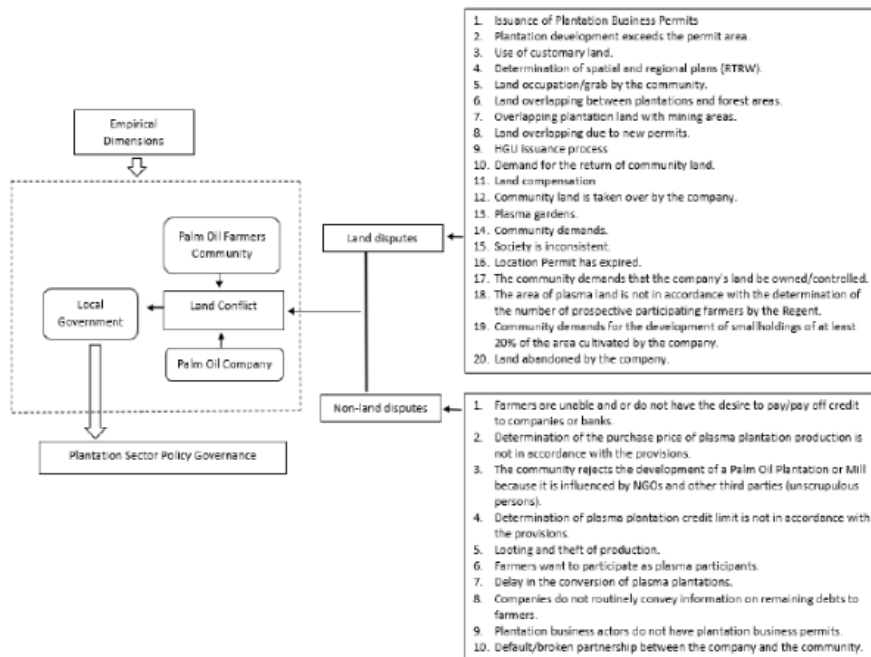 Empirical
Dimensions
Palm Oil Farmers
Community
Local
Government
Land Conflict
Palm Oil Company
Plantation Sector Policy Governance
Land disputes
Non-land disputes
1. Issuance of Plantation Business Permits
2. Plantation development exceeds the permit area.
3. Use of customary land.
4. Determination of spatial and regional plans (RTRW).
5. Land occupation/grab by the community.
6. Land overlapping between plantations and forest areas.
7. Overlapping plantation land with mining areas.
8. Land overlapping due to new permits.
9. HGU issuance process
10. Demand for the return of community land.
11. Land compensation
12. Community land is taken over by the company.
13. Plasma gardens.
14. Community demands.
15. Society is inconsistent.
16. Location Permit has expired.
17. The community demands that the company's land be owned/controlled.
18. The area of plasma land is not in accordance with the determination of
the number of prospective participating farmers by the Regent.
19. Community demands for the development of smallholdings of at least
20% of the area cultivated by the company.
20. Land abandoned by the company.
1. Farmers are unable and or do not have the desire to pay/pay off credit
to companies or banks.
2. Determination of the purchase price of plasma plantation production is
not in accordance with the provisions.
3. The community rejects the development of a Palm Oil Plantation or Mill
because it is influenced by NGOs and other third parties (unscrupulous
persons).
4. Determination of plasma plantation credit limit is not in accordance with
the provisions.
5. Looting and theft of production.
6. Farmers want to participate as plasma participants.
7. Delay in the conversion of plasma plantations.
8. Companies do not routinely convey information on remaining debts to
farmers.
9. Plantation business actors do not have plantation business permits.
10. Default/broken partnership between the company and the community.